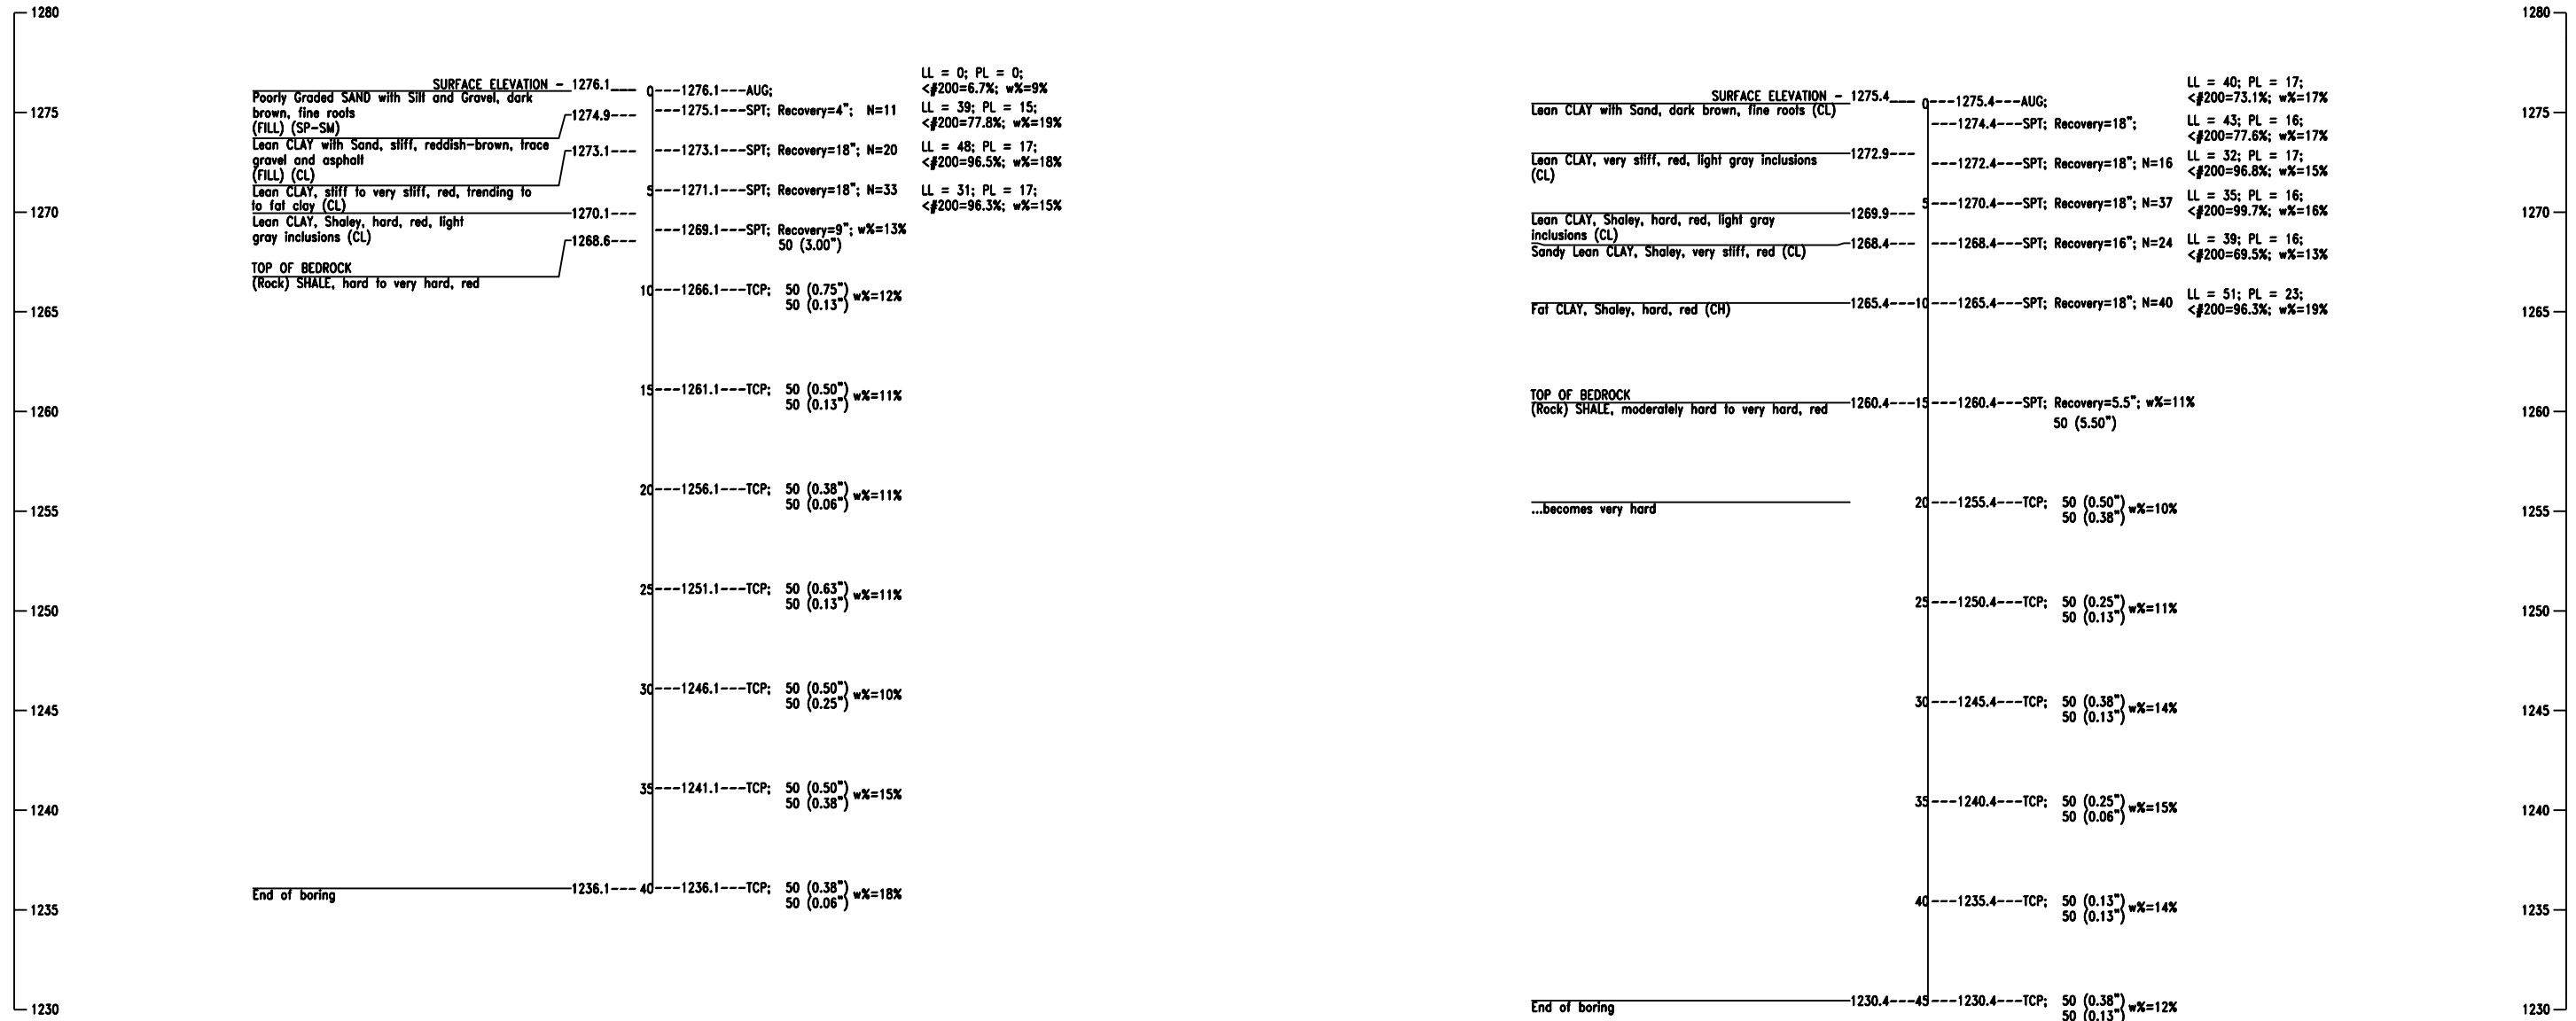 1280
1275
1270
1265
1260
1255
1250
1245
1240
1235
1230
SURFACE ELEVATION - 1276.1
Poorly Graded SAND with Silt and Gravel, dark
brown, fine roots
(FILL) (SP-SM)
1274.9---
Lean CLAY with Sand, stiff, reddish-brown, trace
gravel and asphalt
(FILL) (CL)
1273.1---
Lean CLAY, stiff to very stiff, red, trending to
to fat clay (CL)
1270.1---
Lean CLAY, Shaley, hard, red, light
gray inclusions (CL)
1268.6---
TOP OF BEDROCK
(Rock) SHALE, hard to very hard, red
1236.1---
End of boring
0---1276.1---AUG;
LL = 0; PL = 0;
<#200=6.7%; w%=9%
---1275.1---SPT; Recovery=4"; N=11
LL = 39; PL = 15;
<#200=77.8%; w%=19%
---1273.1---SPT; Recovery=18"; N=20
LL = 48; PL = 17;
<#200=96.5%; w%=18%
5---1271.1---SPT; Recovery=18"; N=33
LL = 31; PL = 17;
<#200=96.3%; w%=15%
---1269.1---SPT; Recovery=9"; w%=13%
50 (3.00")
10---1266.1---TCP; 50 (0.75")
50 (0.13")
w%=12%
15---1261.1---TCP; 50 (0.50")
50 (0.13")
w%=11%
20---1256.1---TCP; 50 (0.38")
50 (0.06")
w%=11%
25---1251.1---TCP; 50 (0.63")
50 (0.13")
w%=11%
30---1246.1---TCP; 50 (0.50")
50 (0.25")
w%=10%
35---1241.1---TCP; 50 (0.50")
50 (0.38")
w%=15%
40---1236.1---TCP; 50 (0.38")
50 (0.06")
w%=18%
SURFACE ELEVATION - 1275.4
Lean CLAY with Sand, dark brown, fine roots (CL)
1272.9---
Lean CLAY, very stiff, red, light gray inclusions
(CL)
1269.9---
Lean CLAY, Shaley, hard, red, light gray
inclusions (CL)
1268.4---
Sandy Lean CLAY, Shaley, very stiff, red (CL)
1265.4---
Fat CLAY, Shaley, hard, red (CH)
TOP OF BEDROCK
1260.4---
(Rock) SHALE, moderately hard to very hard, red
...becomes very hard
1230.4---
End of boring
0---1275.4---AUG;
LL = 40; PL = 17;
<#200=73.1%; w%=17%
---1274.4---SPT; Recovery=18";
LL = 43; PL = 16;
<#200=77.6%; w%=17%
---1272.4---SPT; Recovery=18"; N=16
LL = 32; PL = 17;
<#200=96.8%; w%=15%
5---1270.4---SPT; Recovery=18"; N=37
LL = 35; PL = 16;
<#200=99.7%; w%=16%
---1268.4---SPT; Recovery=16"; N=24
LL = 39; PL = 16;
<#200=69.5%; w%=13%
10---1265.4---SPT; Recovery=18"; N=40
LL = 51; PL = 23;
<#200=96.3%; w%=19%
15---1260.4---SPT; Recovery=5.5"; w%=11%
50 (5.50")
20---1255.4---TCP; 50 (0.50")
50 (0.38")
w%=10%
25---1250.4---TCP; 50 (0.25")
50 (0.13")
w%=11%
30---1245.4---TCP; 50 (0.38")
50 (0.13")
w%=14%
35---1240.4---TCP; 50 (0.25")
50 (0.06")
w%=15%
40---1235.4---TCP; 50 (0.13")
50 (0.13")
w%=14%
45---1230.4---TCP; 50 (0.38")
50 (0.13")
w%=12%
1280
1275
1270
1265
1260
1255
1250
1245
1240
1235
1230